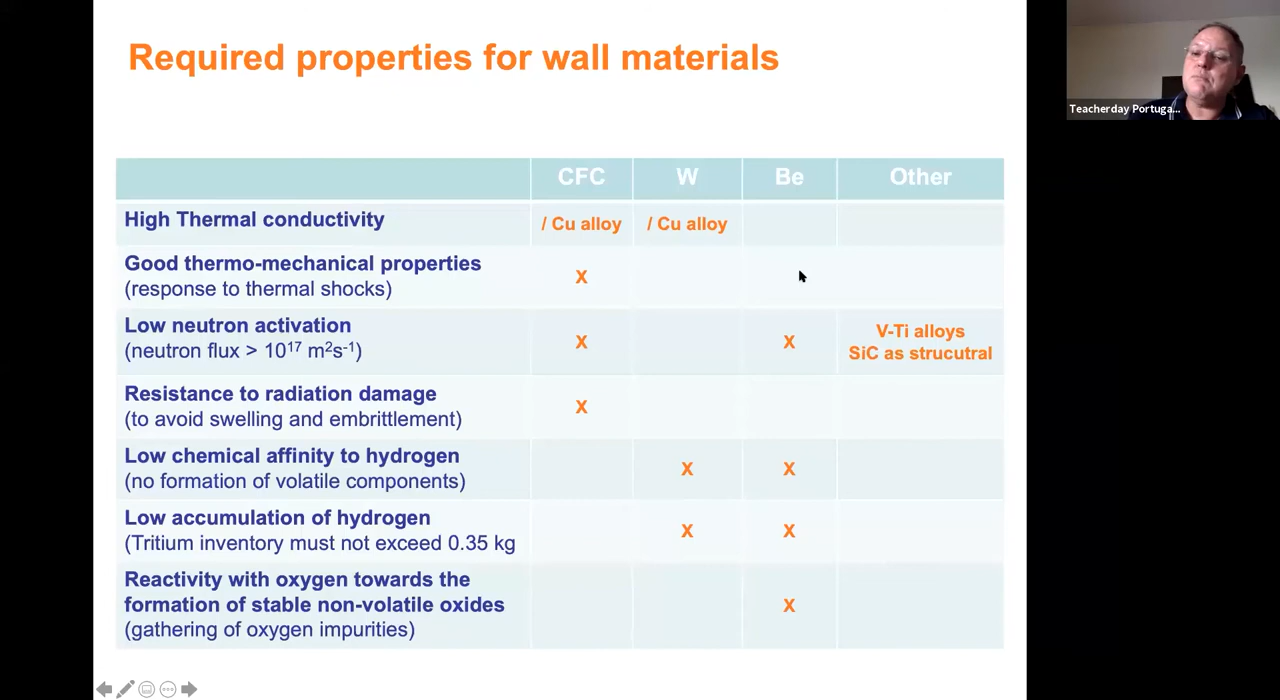 Required properties for wall materials
Teacherday Portuga...
CFC W Be Other
High Thermal conductivity / Cu alloy / Cu alloy
Good thermo-mechanical properties
(response to thermal shocks) X
Low neutron activation
(neutron flux > 10¹⁷ m²s⁻¹) X X V-Ti alloys
SiC as strucutral
Resistance to radiation damage
(to avoid swelling and embrittlement) X
Low chemical affinity to hydrogen
(no formation of volatile components) X X
Low accumulation of hydrogen
(Tritium inventory must not exceed 0.35 kg X X
Reactivity with oxygen towards the
formation of stable non-volatile oxides X
(gathering of oxygen impurities)